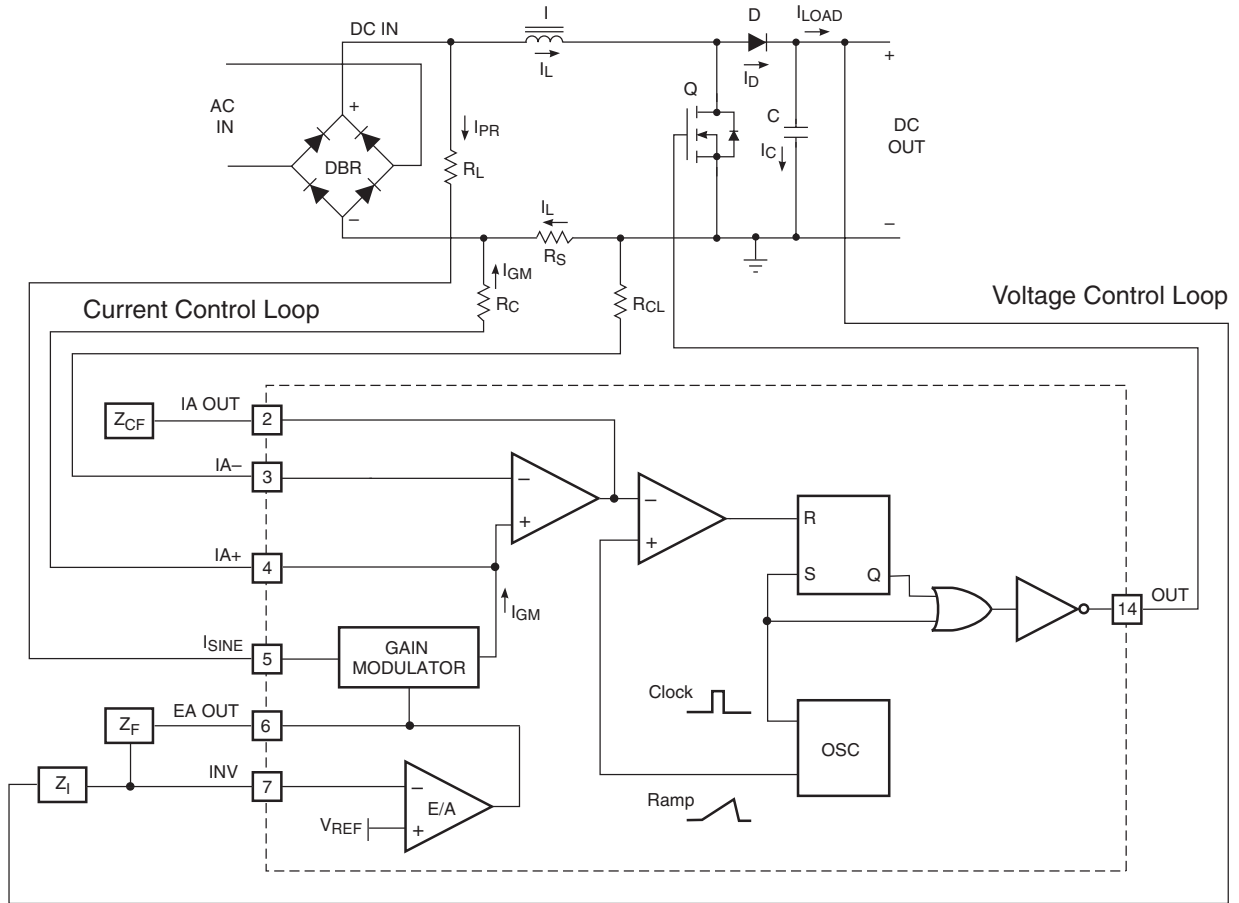 I
D
I_LOAD
DC IN
+
I_L
I_D
Q
AC
IN
+
I_PR
C
DC
OUT
DBR
R_L
I_C
−
I_L
−
R_S
I_GM
Current Control Loop
R_C
R_CL
Voltage Control Loop
IA OUT
Z_CF
2
IA−
3
−
−
R
+
+
IA+
4
S
Q
I_GM
OUT
14
I_SINE
5
GAIN
MODULATOR
Clock
EA OUT
Z_F
6
OSC
INV
Z_I
7
−
E/A
Ramp
V_REF
+